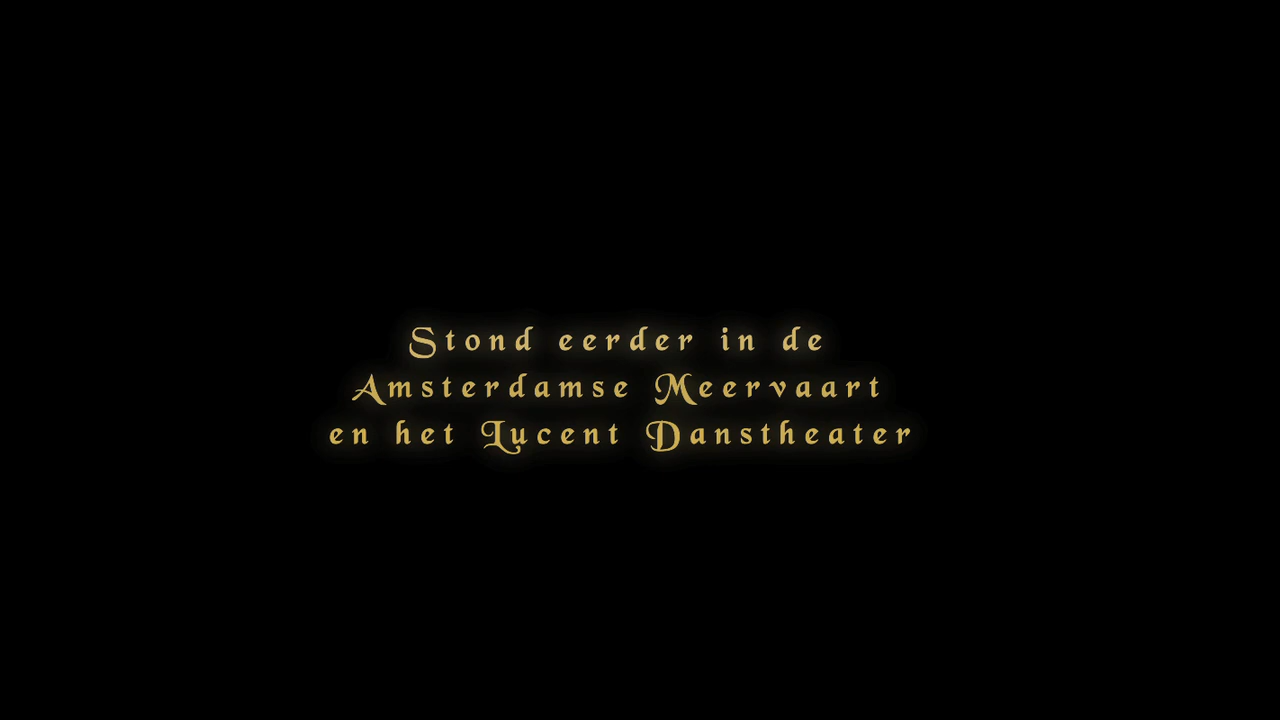 Stond eerder in de
Amsterdamse Meervaart
en het Lucent Danstheater